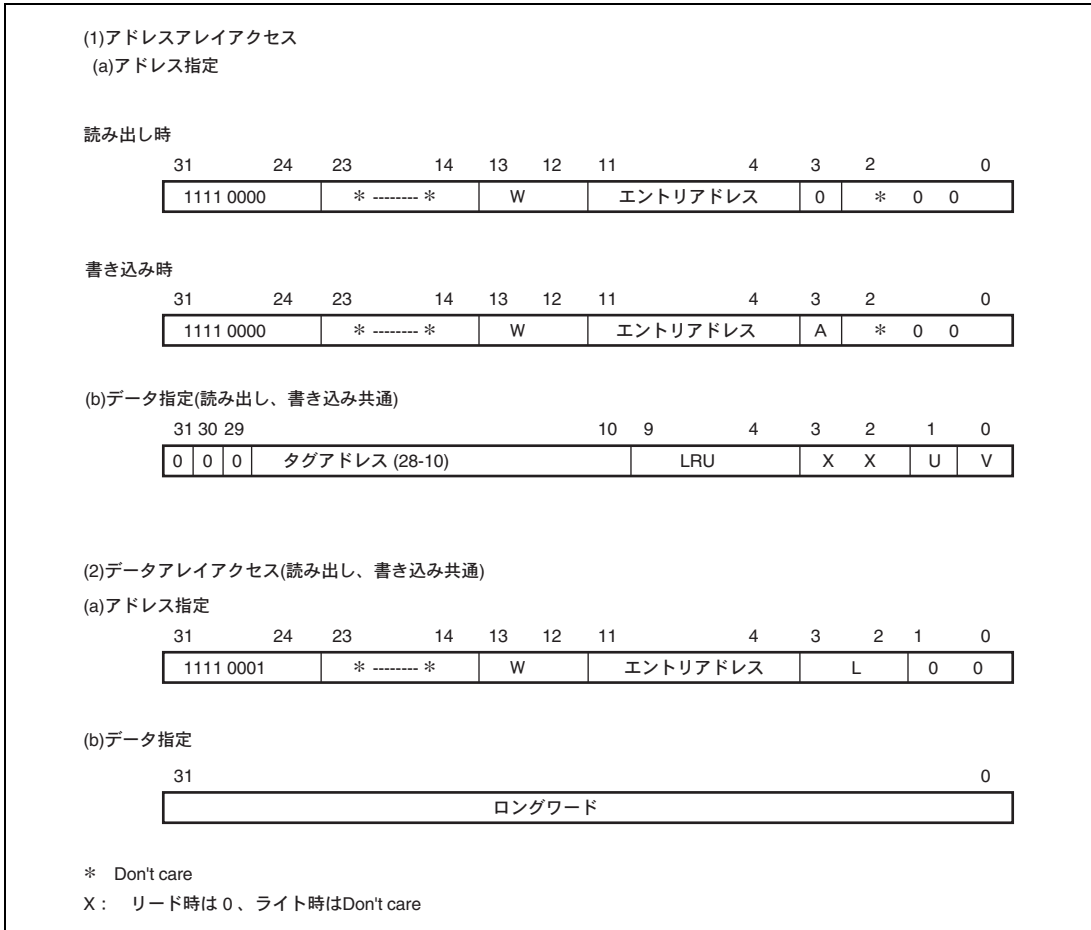 (1)アドレスアレイアクセス
(a)アドレス指定
読み出し時
31 24 23 14 13 12 11 4 3 2 0
1111 0000 * -------- * W エントリアドレス 0 * 0 0
書き込み時
31 24 23 14 13 12 11 4 3 2 0
1111 0000 * -------- * W エントリアドレス A * 0 0
(b)データ指定(読み出し、書き込み共通)
31 30 29 10 9 4 3 2 1 0
0 0 0 タグアドレス (28-10) LRU X X U V
(2)データアレイアクセス(読み出し、書き込み共通)
(a)アドレス指定
31 24 23 14 13 12 11 4 3 2 1 0
1111 0001 * -------- * W エントリアドレス L 0 0
(b)データ指定
31 0
ロングワード
* Don't care
X : リード時は 0 、ライト時はDon't care